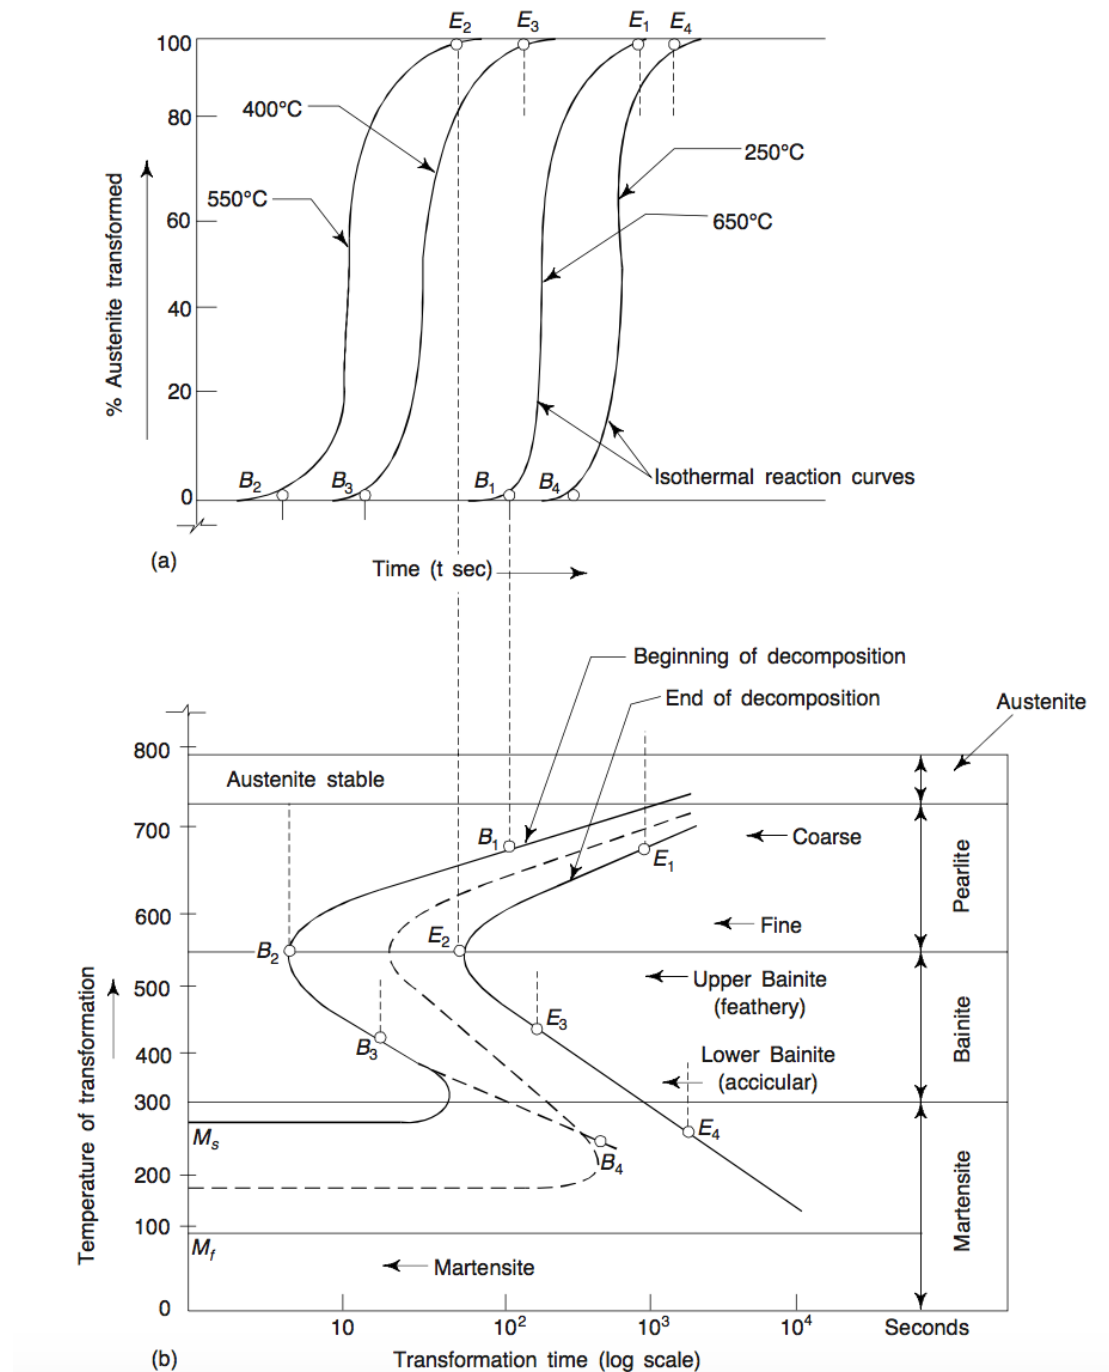 E2 E3 E1 E4
100
80
400°C
250°C
550°C
60
650°C
% Austenite transformed
40
20
B2 B3 B1 B4
Isothermal reaction curves
0
(a)
Time (t sec)
Beginning of decomposition
End of decomposition
Austenite
800
Austenite stable
700
B1
Coarse
E1
Pearlite
600
Fine
E2
B2
500
Upper Bainite
(feathery)
E3
Bainite
B3
400
Lower Bainite
(accicular)
300
Temperature of transformation
Ms
E4
B4
200
Martensite
100
Mf
Martensite
0
10 10² 10³ 10⁴ Seconds
(b)
Transformation time (log scale)